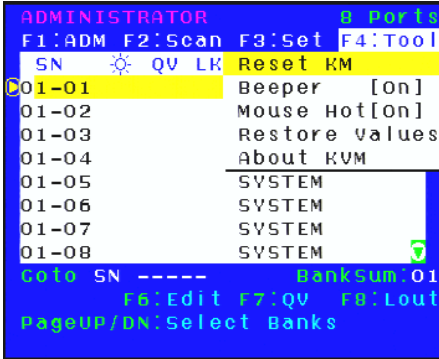 ADMINISTRATOR 8 Ports
F1:ADM F2:Scan F3:Set F4:Tool
SN QV LK Reset KM
01-01 Beeper [On]
01-02 Mouse Hot[On]
01-03 Restore Values
01-04 About KVM
01-05 SYSTEM
01-06 SYSTEM
01-07 SYSTEM
01-08 SYSTEM
Goto SN ----- BankSum:01
F6:Edit F7:QV F8:Lout
PageUP/DN:Select Banks